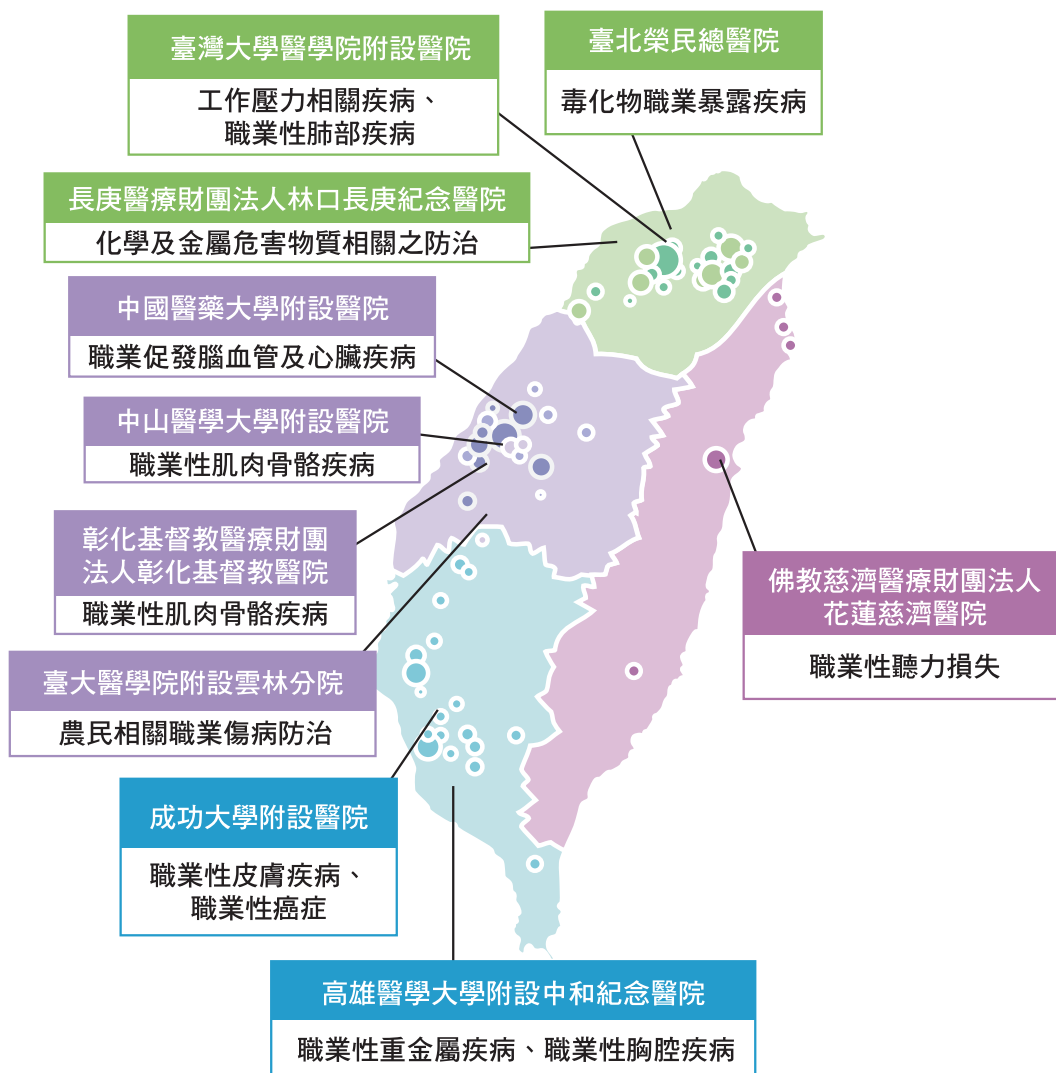 臺灣大學醫學院附設醫院
工作壓力相關疾病、
職業性肺部疾病
臺北榮民總醫院
毒化物職業暴露疾病
長庚醫療財團法人林口長庚紀念醫院
化學及金屬危害物質相關之防治
中國醫藥大學附設醫院
職業促發腦血管及心臟疾病
中山醫學大學附設醫院
職業性肌肉骨骼疾病
彰化基督教醫療財團
法人彰化基督教醫院
職業性肌肉骨骼疾病
臺大醫學院附設雲林分院
農民相關職業傷病防治
佛教慈濟醫療財團法人
花蓮慈濟醫院
職業性聽力損失
成功大學附設醫院
職業性皮膚疾病、
職業性癌症
高雄醫學大學附設中和紀念醫院
職業性重金屬疾病、職業性胸腔疾病